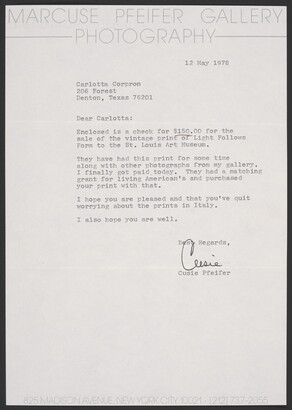 MARCUSE PFEIFER GALLERY
PHOTOGRAPHY
12 May 1978
Carlotta Corpron
206 Forest
Denton, Texas 76201
Dear Carlotta:
Enclosed is a check for $150.00 for the
sale of the vintage print of Light Follows
Form to the St. Louis Art Museum.
They have had this print for some time
along with other photographs from my gallery.
I finally got paid today. They had a matching
grant for living American's and purchased
your print with that.
I hope you are pleased and that you've quit
worrying about the prints in Italy.
I also hope you are well.
Best Regards,
Cusie
Cusie Pfeifer
825 MADISON AVENUE, NEW YORK CITY 10021 · (212) 737-2055